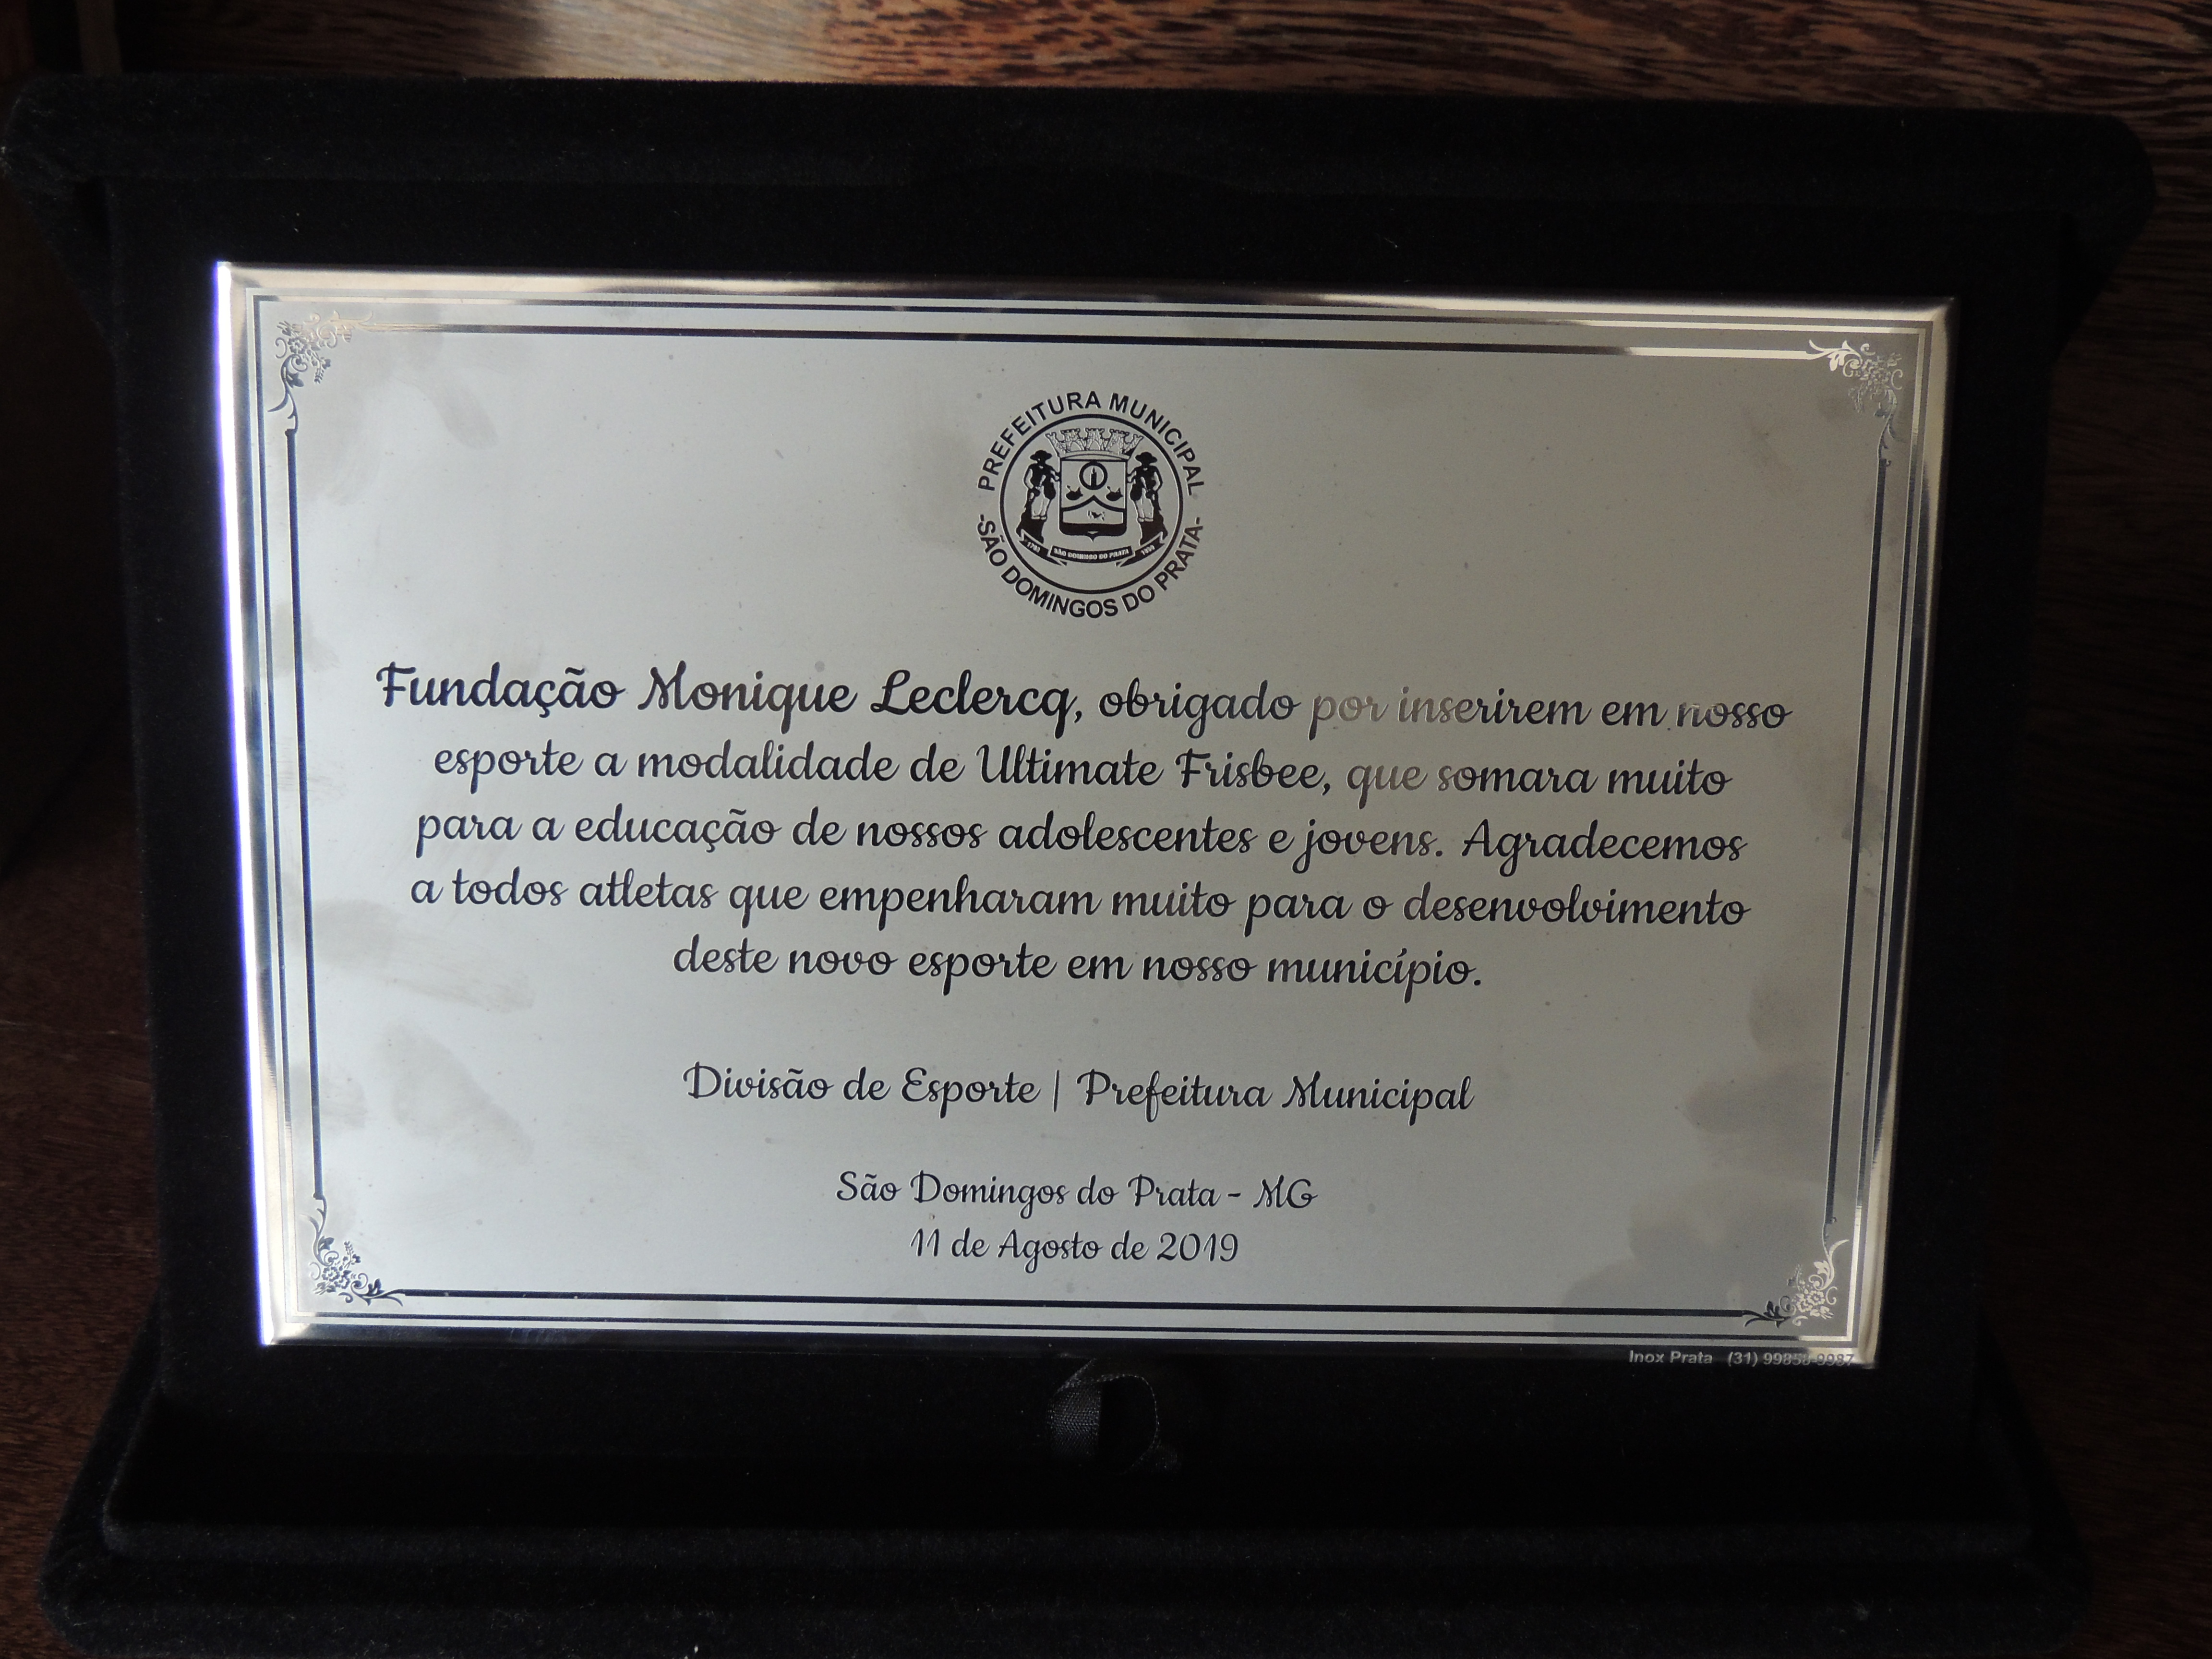 PREFEITURA MUNICIPAL
SÃO DOMINGOS DO PRATA
-SÃO DOMINGOS DO PRATA-
Fundação Monique Leclercq, obrigado por inserirem em nosso
esporte a modalidade de Ultimate Frisbee, que somara muito
para a educação de nossos adolescentes e jovens. Agradecemos
a todos atletas que empenharam muito para o desenvolvimento
deste novo esporte em nosso município.
Divisão de Esporte | Prefeitura Municipal
São Domingos do Prata - MG
11 de Agosto de 2019
Inox Prata (31)